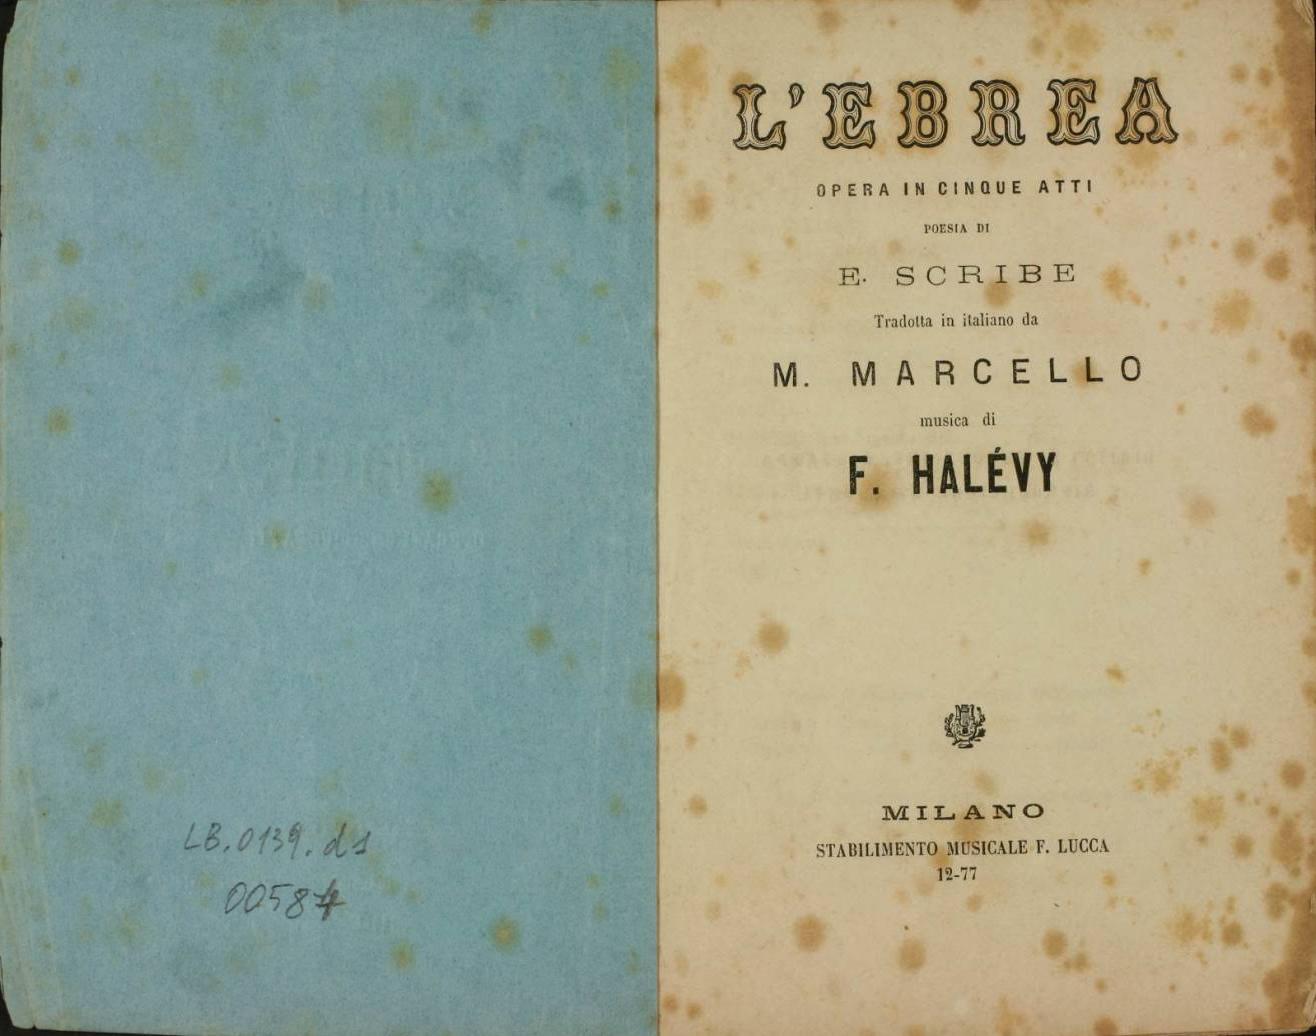 LB.0139.d1
0058
L'EBREA
OPERA IN CINQUE ATTI
POESIA DI
E. SCRIBE
Tradotta in italiano da
M. MARCELLO
musica di
F. HALÉVY
MILANO
STABILIMENTO MUSICALE F. LUCCA
12-77